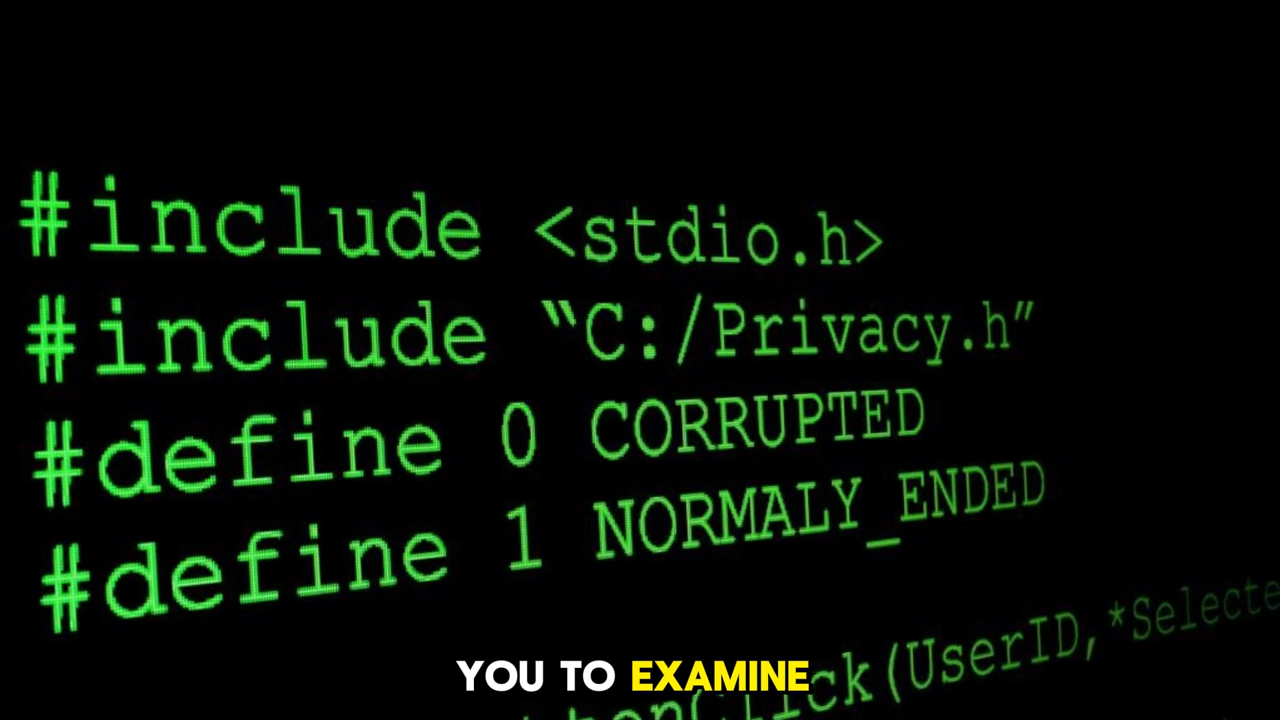 #include <stdio.h>
#include “C:/Privacy.h”
#define 0 CORRUPTED
#define 1 NORMALY_ENDED
(UserID,*Selecte
YOU TO EXAMINE